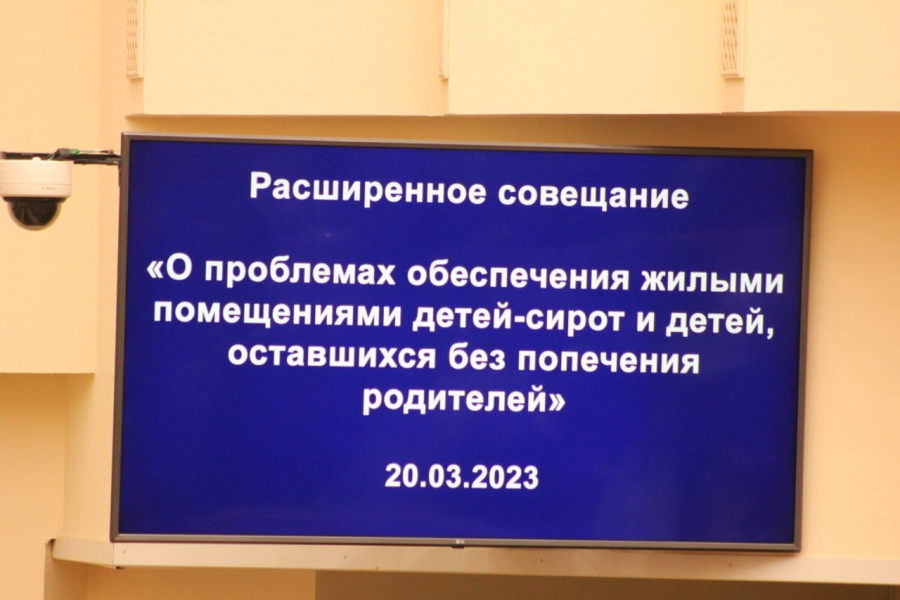 Расширенное совещание
«О проблемах обеспечения жилыми
помещениями детей-сирот и детей,
оставшихся без попечения
родителей»
20.03.2023